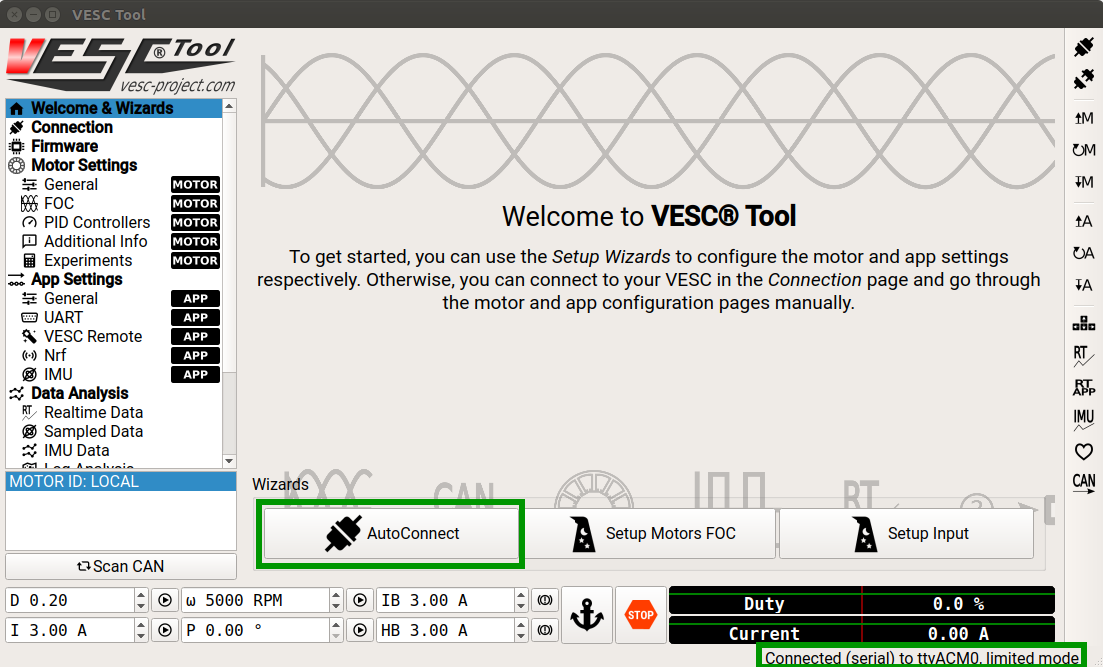 VESC Tool
VESC® Tool
vesc-project.com
Welcome & Wizards
Connection
Firmware
Motor Settings
General MOTOR
FOC MOTOR
PID Controllers MOTOR
Additional Info MOTOR
Experiments MOTOR
App Settings
General APP
UART APP
VESC Remote APP
Nrf APP
IMU APP
Data Analysis
RT Realtime Data
Sampled Data
IMU Data
Log Analysis
MOTOR ID: LOCAL
Scan CAN
Welcome to VESC® Tool
To get started, you can use the Setup Wizards to configure the motor and app settings
respectively. Otherwise, you can connect to your VESC in the Connection page and go through
the motor and app configuration pages manually.
CAN
RT
?
Wizards
AutoConnect
Setup Motors FOC
Setup Input
M
M
M
A
A
A
RT
RT
APP
IMU
CAN
D 0.20
ω 5000 RPM
IB 3.00 A
I 3.00 A
P 0.00 °
HB 3.00 A
STOP
Duty 0.0 %
Current 0.00 A
Connected (serial) to ttyACM0, limited mode